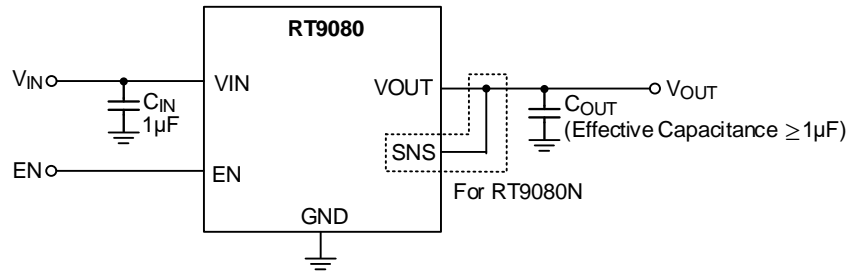 RT9080
VIN
VIN
CIN
1µF
VOUT
VOUT
COUT
(Effective Capacitance ≥1µF)
SNS
EN
EN
For RT9080N
GND